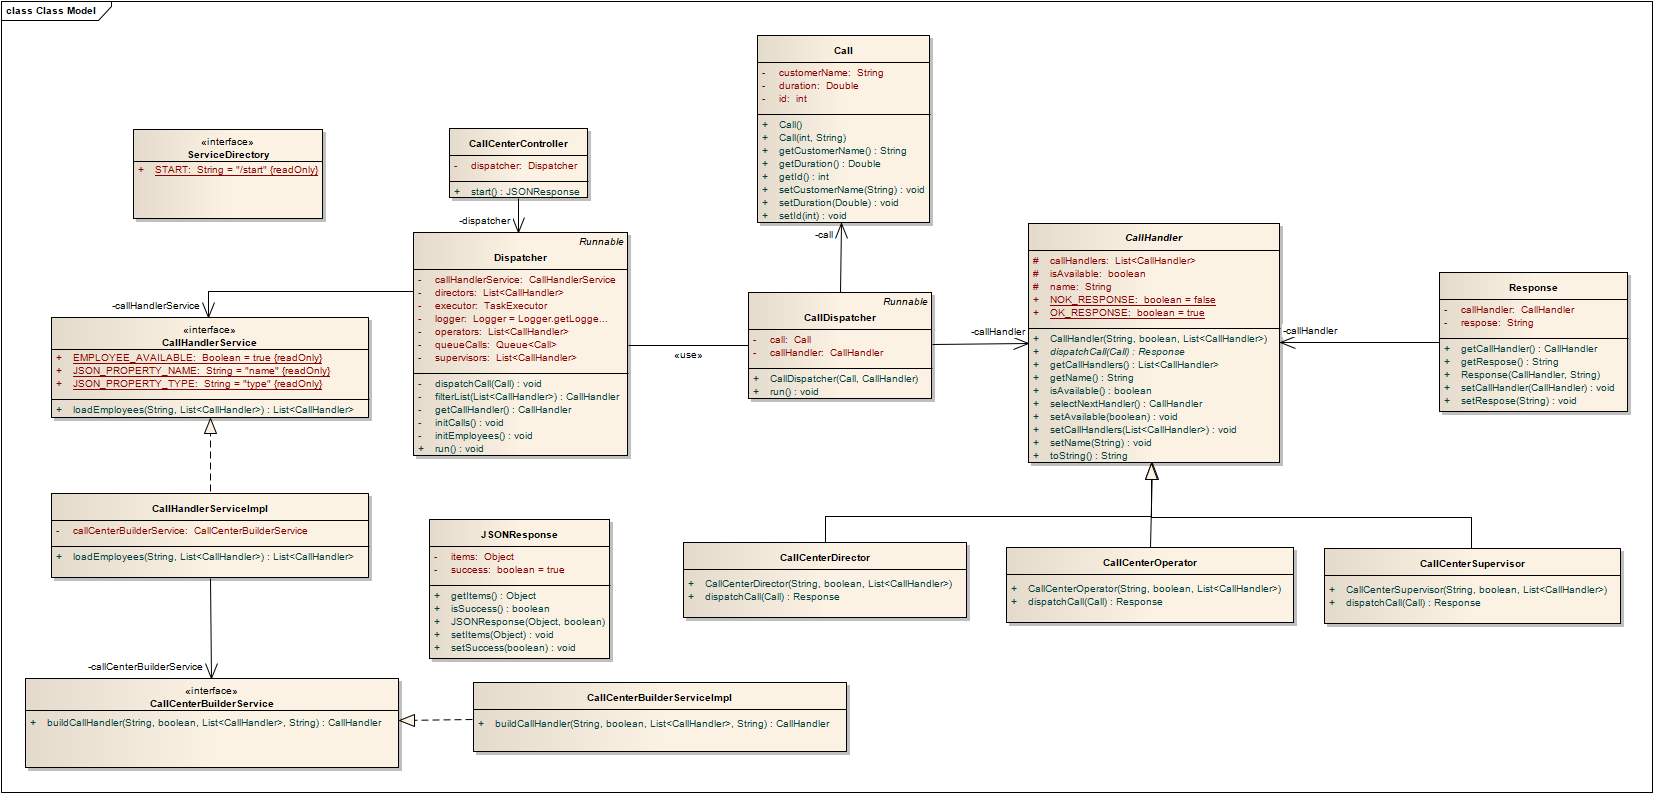 class Class Model
«interface»
ServiceDirectory
+ START: String = "/start" {readOnly}
CallCenterController
- dispatcher: Dispatcher
+ start() : JSONResponse
-dispatcher
Call
- customerName: String
- duration: Double
- id: int
+ Call()
+ Call(int, String)
+ getCustomerName() : String
+ getDuration() : Double
+ getId() : int
+ setCustomerName(String) : void
+ setDuration(Double) : void
+ setId(int) : void
-call
Runnable
Dispatcher
- callHandlerService: CallHandlerService
- directors: List<CallHandler>
- executor: TaskExecutor
- logger: Logger = Logger.getLogge...
- operators: List<CallHandler>
- queueCalls: Queue<Call>
- supervisors: List<CallHandler>
- dispatchCall(Call) : void
- filterList(List<CallHandler>) : CallHandler
- getCallHandler() : CallHandler
- initCalls() : void
- initEmployees() : void
+ run() : void
-callHandlerService
«interface»
CallHandlerService
+ EMPLOYEE_AVAILABLE: Boolean = true {readOnly}
+ JSON_PROPERTY_NAME: String = "name" {readOnly}
+ JSON_PROPERTY_TYPE: String = "type" {readOnly}
+ loadEmployees(String, List<CallHandler>) : List<CallHandler>
«use»
Runnable
CallDispatcher
- call: Call
- callHandler: CallHandler
+ CallDispatcher(Call, CallHandler)
+ run() : void
-callHandler
CallHandler
# callHandlers: List<CallHandler>
# isAvailable: boolean
# name: String
+ NOK_RESPONSE: boolean = false
+ OK_RESPONSE: boolean = true
+ CallHandler(String, boolean, List<CallHandler>)
+ dispatchCall(Call) : Response
+ getCallHandlers() : List<CallHandler>
+ getName() : String
+ isAvailable() : boolean
+ selectNextHandler() : CallHandler
+ setAvailable(boolean) : void
+ setCallHandlers(List<CallHandler>) : void
+ setName(String) : void
+ toString() : String
-callHandler
Response
- callHandler: CallHandler
- respose: String
+ getCallHandler() : CallHandler
+ getRespose() : String
+ Response(CallHandler, String)
+ setCallHandler(CallHandler) : void
+ setRespose(String) : void
CallHandlerServiceImpl
- callCenterBuilderService: CallCenterBuilderService
+ loadEmployees(String, List<CallHandler>) : List<CallHandler>
JSONResponse
- items: Object
- success: boolean = true
+ getItems() : Object
+ isSuccess() : boolean
+ JSONResponse(Object, boolean)
+ setItems(Object) : void
+ setSuccess(boolean) : void
CallCenterDirector
+ CallCenterDirector(String, boolean, List<CallHandler>)
+ dispatchCall(Call) : Response
CallCenterOperator
+ CallCenterOperator(String, boolean, List<CallHandler>)
+ dispatchCall(Call) : Response
CallCenterSupervisor
+ CallCenterSupervisor(String, boolean, List<CallHandler>)
+ dispatchCall(Call) : Response
-callCenterBuilderService
«interface»
CallCenterBuilderService
+ buildCallHandler(String, boolean, List<CallHandler>, String) : CallHandler
CallCenterBuilderServiceImpl
+ buildCallHandler(String, boolean, List<CallHandler>, String) : CallHandler